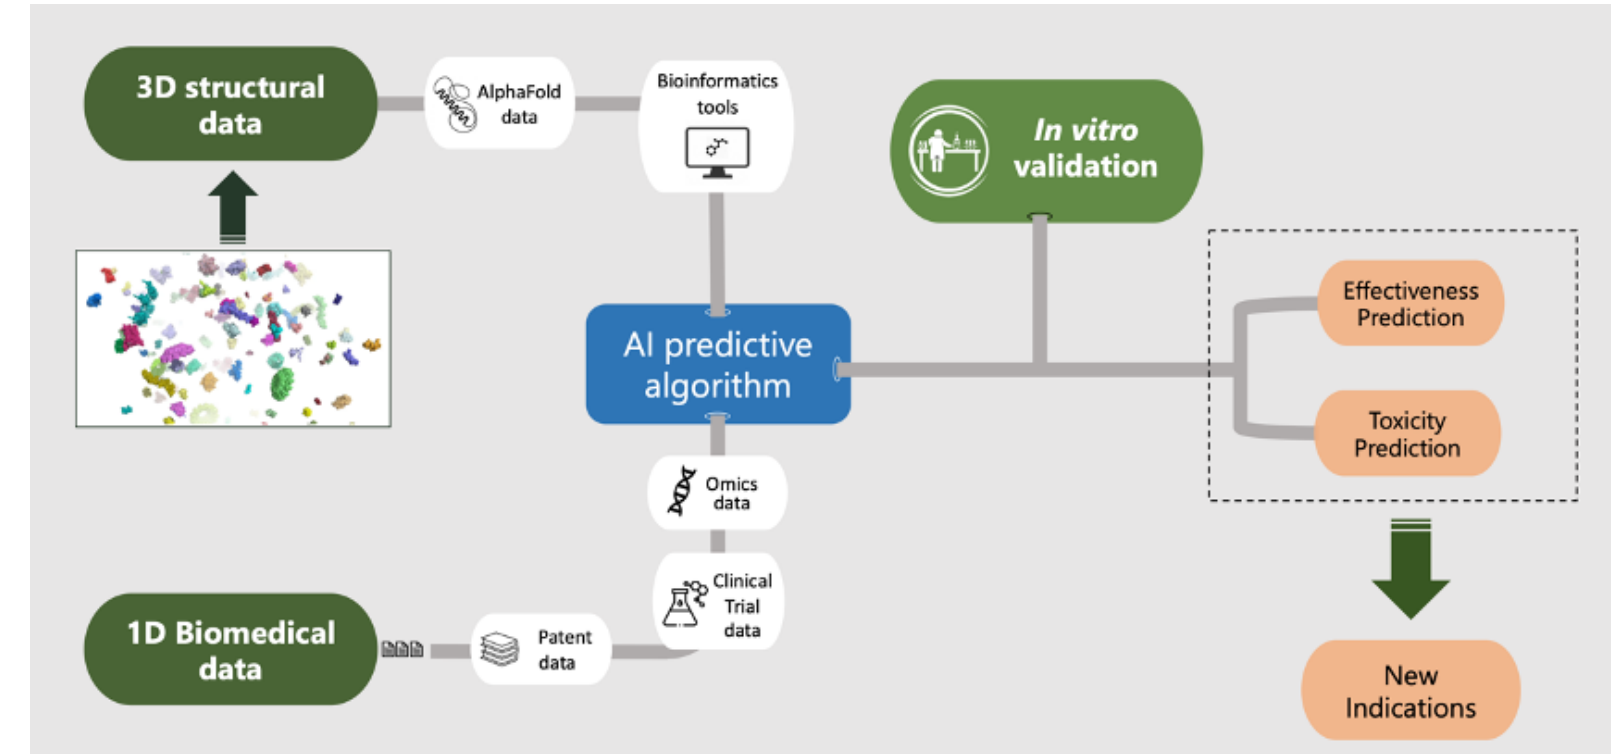 3D structural
data
AlphaFold
data
Bioinformatics
tools
In vitro
validation
Effectiveness
Prediction
AI predictive
algorithm
Toxicity
Prediction
Omics
data
Clinical
Trial
data
1D Biomedical
data
Patent
data
New
Indications